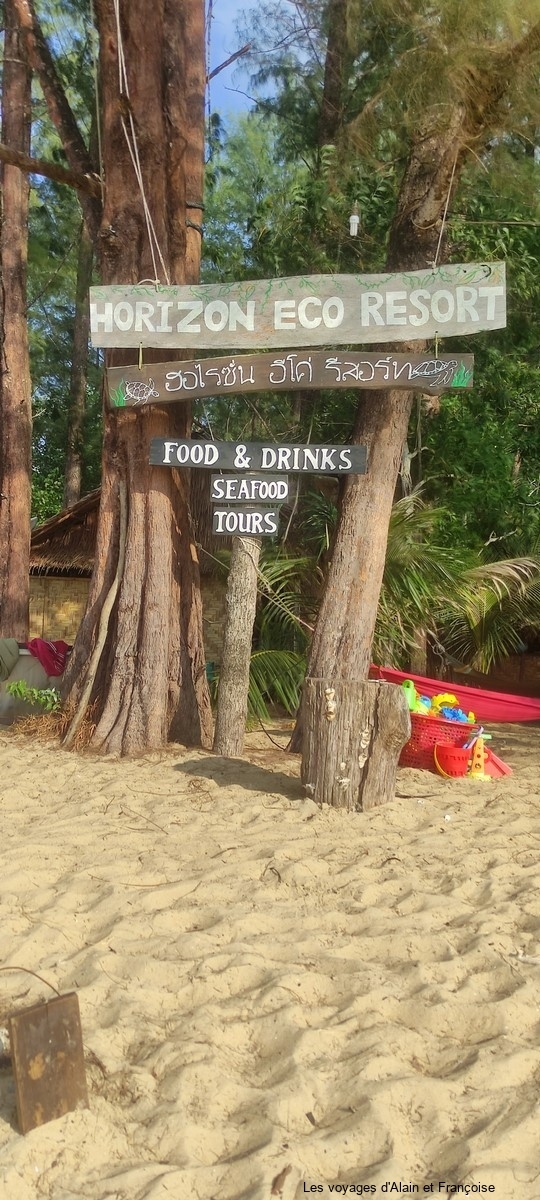 HORIZON ECO RESORT
ฮอไรซั่น อีโค่ รีสอร์ท
FOOD & DRINKS
SEAFOOD
TOURS
Les voyages d'Alain et Françoise